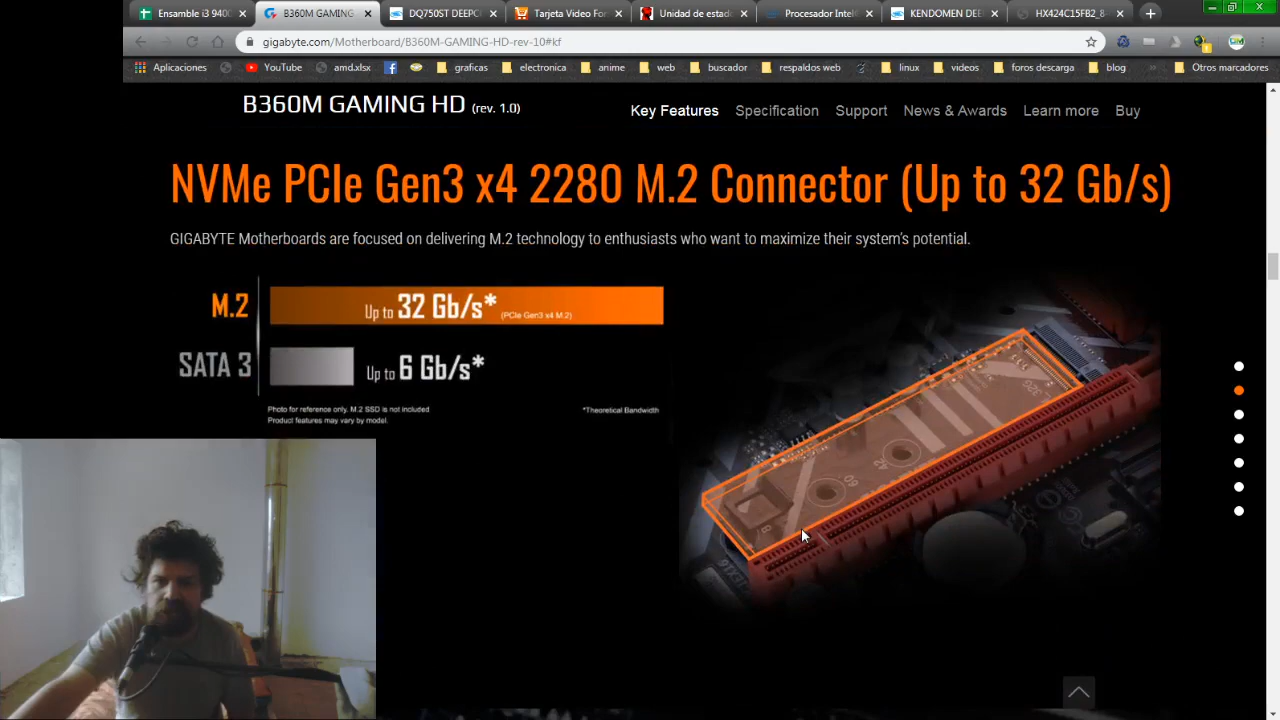 Ensamble i3 940
B360M GAMING
DQ750ST DEEPC
Tarjeta Video For
Unidad de estad
Procesador Intel
KENDOMEN DEE
HX424C15FB2_8
gigabyte.com/Motherboard/B360M-GAMING-HD-rev-10#kf
Aplicaciones
YouTube
amd.xlsx
graficas
electronica
anime
web
buscador
respaldos web
linux
videos
foros descarga
blog
»
Otros marcadores
B360M GAMING HD (rev. 1.0)
Key Features
Specification
Support
News & Awards
Learn more
Buy
NVMe PCIe Gen3 x4 2280 M.2 Connector (Up to 32 Gb/s)
GIGABYTE Motherboards are focused on delivering M.2 technology to enthusiasts who want to maximize their system's potential.
M.2
Up to 32 Gb/s* (PCIe Gen3 x4 M.2)
SATA 3
Up to 6 Gb/s*
Photo for reference only. M.2 SSD is not included
Product features may vary by model.
*Theoretical Bandwidth
42
60